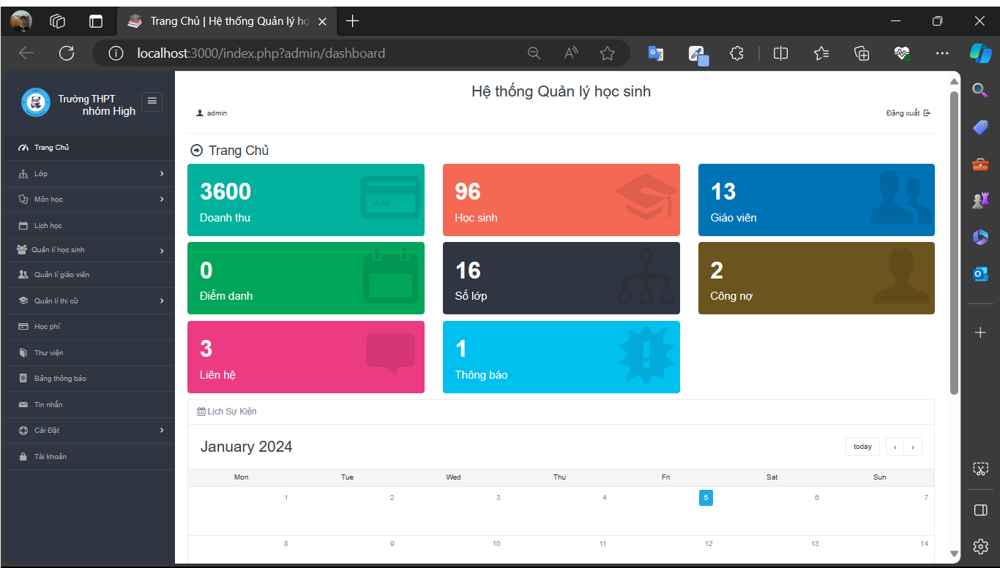 Trang Chủ | Hệ thống Quản lý họ
localhost:3000/index.php?admin/dashboard
Trường THPT
nhóm High
Hệ thống Quản lý học sinh
admin
Đăng xuất
Trang Chủ
Lớp
Môn học
Lịch học
Quản lí học sinh
Quản lí giáo viên
Quản lí thi cử
Học phí
Thư viện
Bảng thông báo
Tin nhắn
Cài Đặt
Tài khoản
Trang Chủ
3600
Doanh thu
96
Học sinh
13
Giáo viên
0
Điểm danh
16
Số lớp
2
Công nợ
3
Liên hệ
1
Thông báo
Lịch Sự Kiện
January 2024
today
Mon Tue Wed Thu Fri Sat Sun
1 2 3 4 5 6 7
8 9 10 11 12 13 14